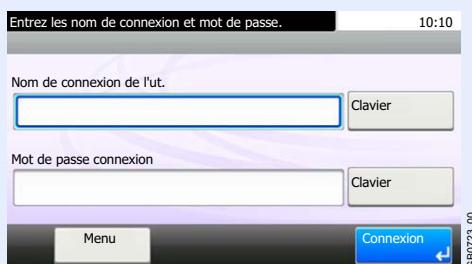 Entrez les nom de connexion et mot de passe. 10:10
Nom de connexion de l'ut.
Clavier
Mot de passe connexion
Clavier
Menu
Connexion